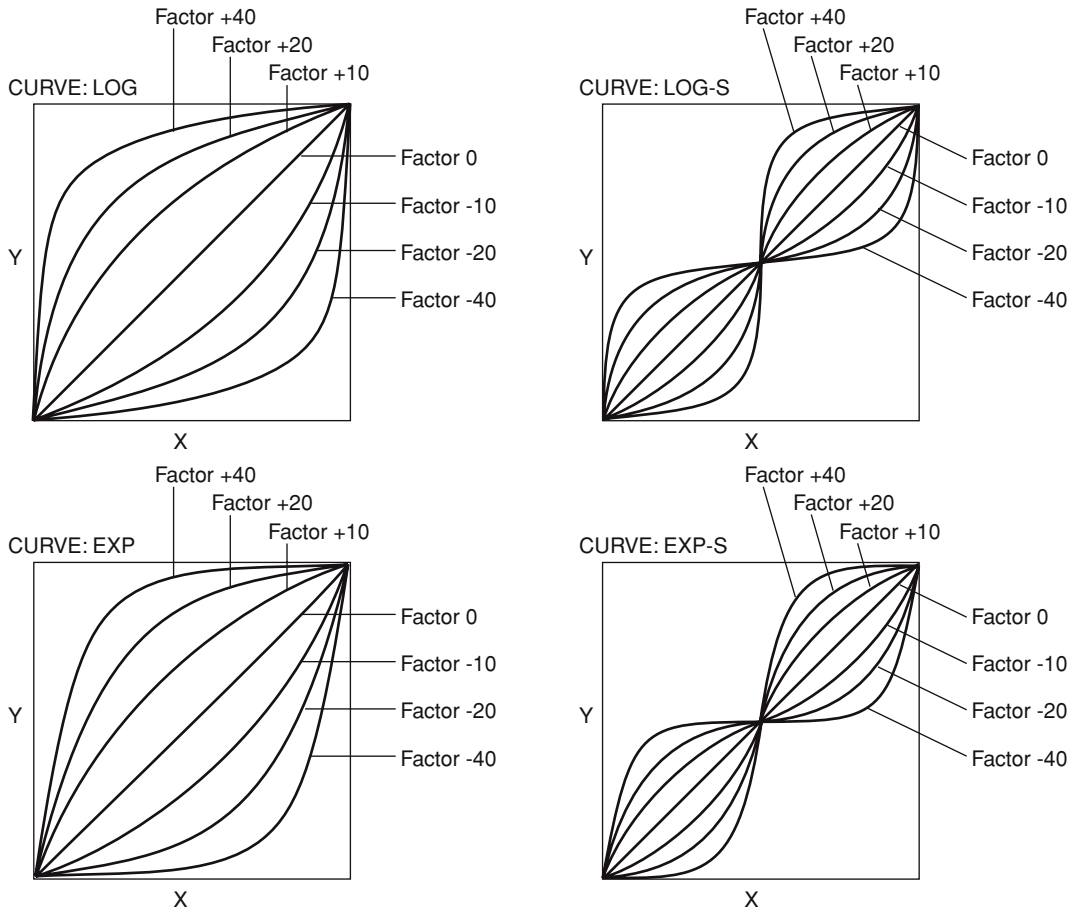 Factor +40
Factor +20
Factor +10
CURVE: LOG
Factor 0
Factor -10
Factor -20
Factor -40
Y
X
Factor +40
Factor +20
Factor +10
CURVE: LOG-S
Factor 0
Factor -10
Factor -20
Factor -40
Y
X
Factor +40
Factor +20
Factor +10
CURVE: EXP
Factor 0
Factor -10
Factor -20
Factor -40
Y
X
Factor +40
Factor +20
Factor +10
CURVE: EXP-S
Factor 0
Factor -10
Factor -20
Factor -40
Y
X